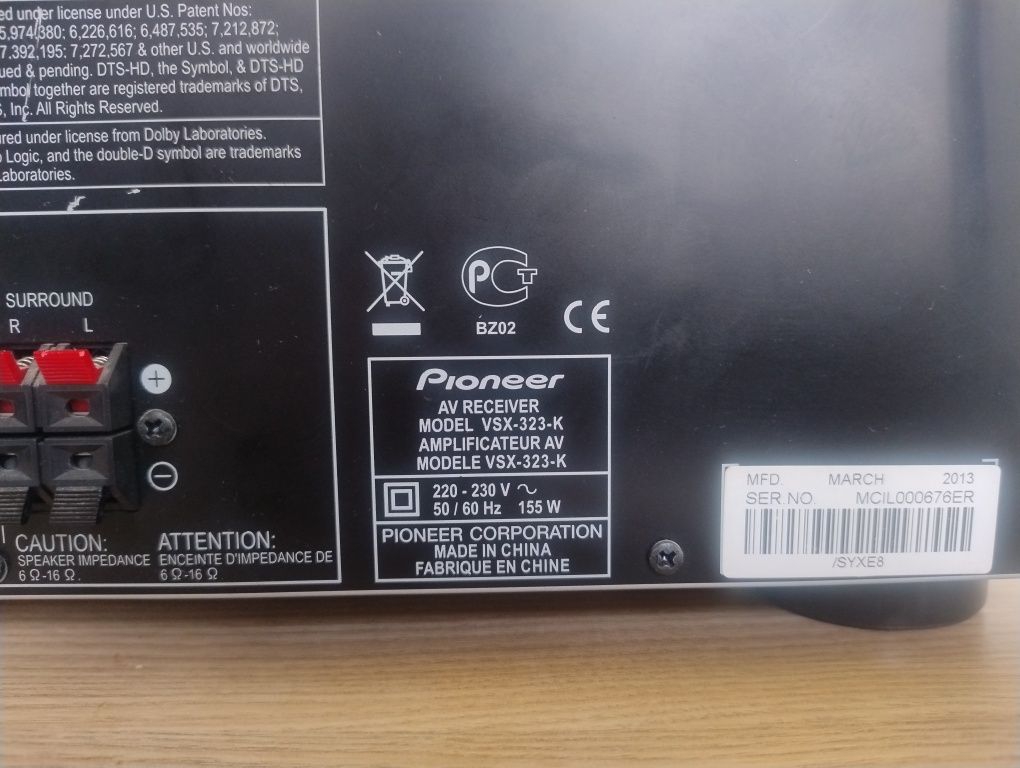 ed under license under U.S. Patent Nos:
5,974,380; 6,226,616; 6,487,535; 7,212,872;
7,392,195; 7,272,567 & other U.S. and worldwide
ued & pending. DTS-HD, the Symbol, & DTS-HD
mbol together are registered trademarks of DTS,
S, Inc. All Rights Reserved.
ured under license from Dolby Laboratories.
o Logic, and the double-D symbol are trademarks
Laboratories.
SURROUND
R L
CAUTION:
SPEAKER IMPEDANCE
6 Ω -16 Ω .
ATTENTION:
ENCEINTE D'IMPEDANCE DE
6 Ω -16 Ω
PCT
BZ02
CE
Pioneer
AV RECEIVER
MODEL VSX-323-K
AMPLIFICATEUR AV
MODELE VSX-323-K
220 - 230 V ~
50 / 60 Hz 155 W
PIONEER CORPORATION
MADE IN CHINA
FABRIQUE EN CHINE
MFD. MARCH 2013
SER.NO. MCIL000676ER
/SYXE8